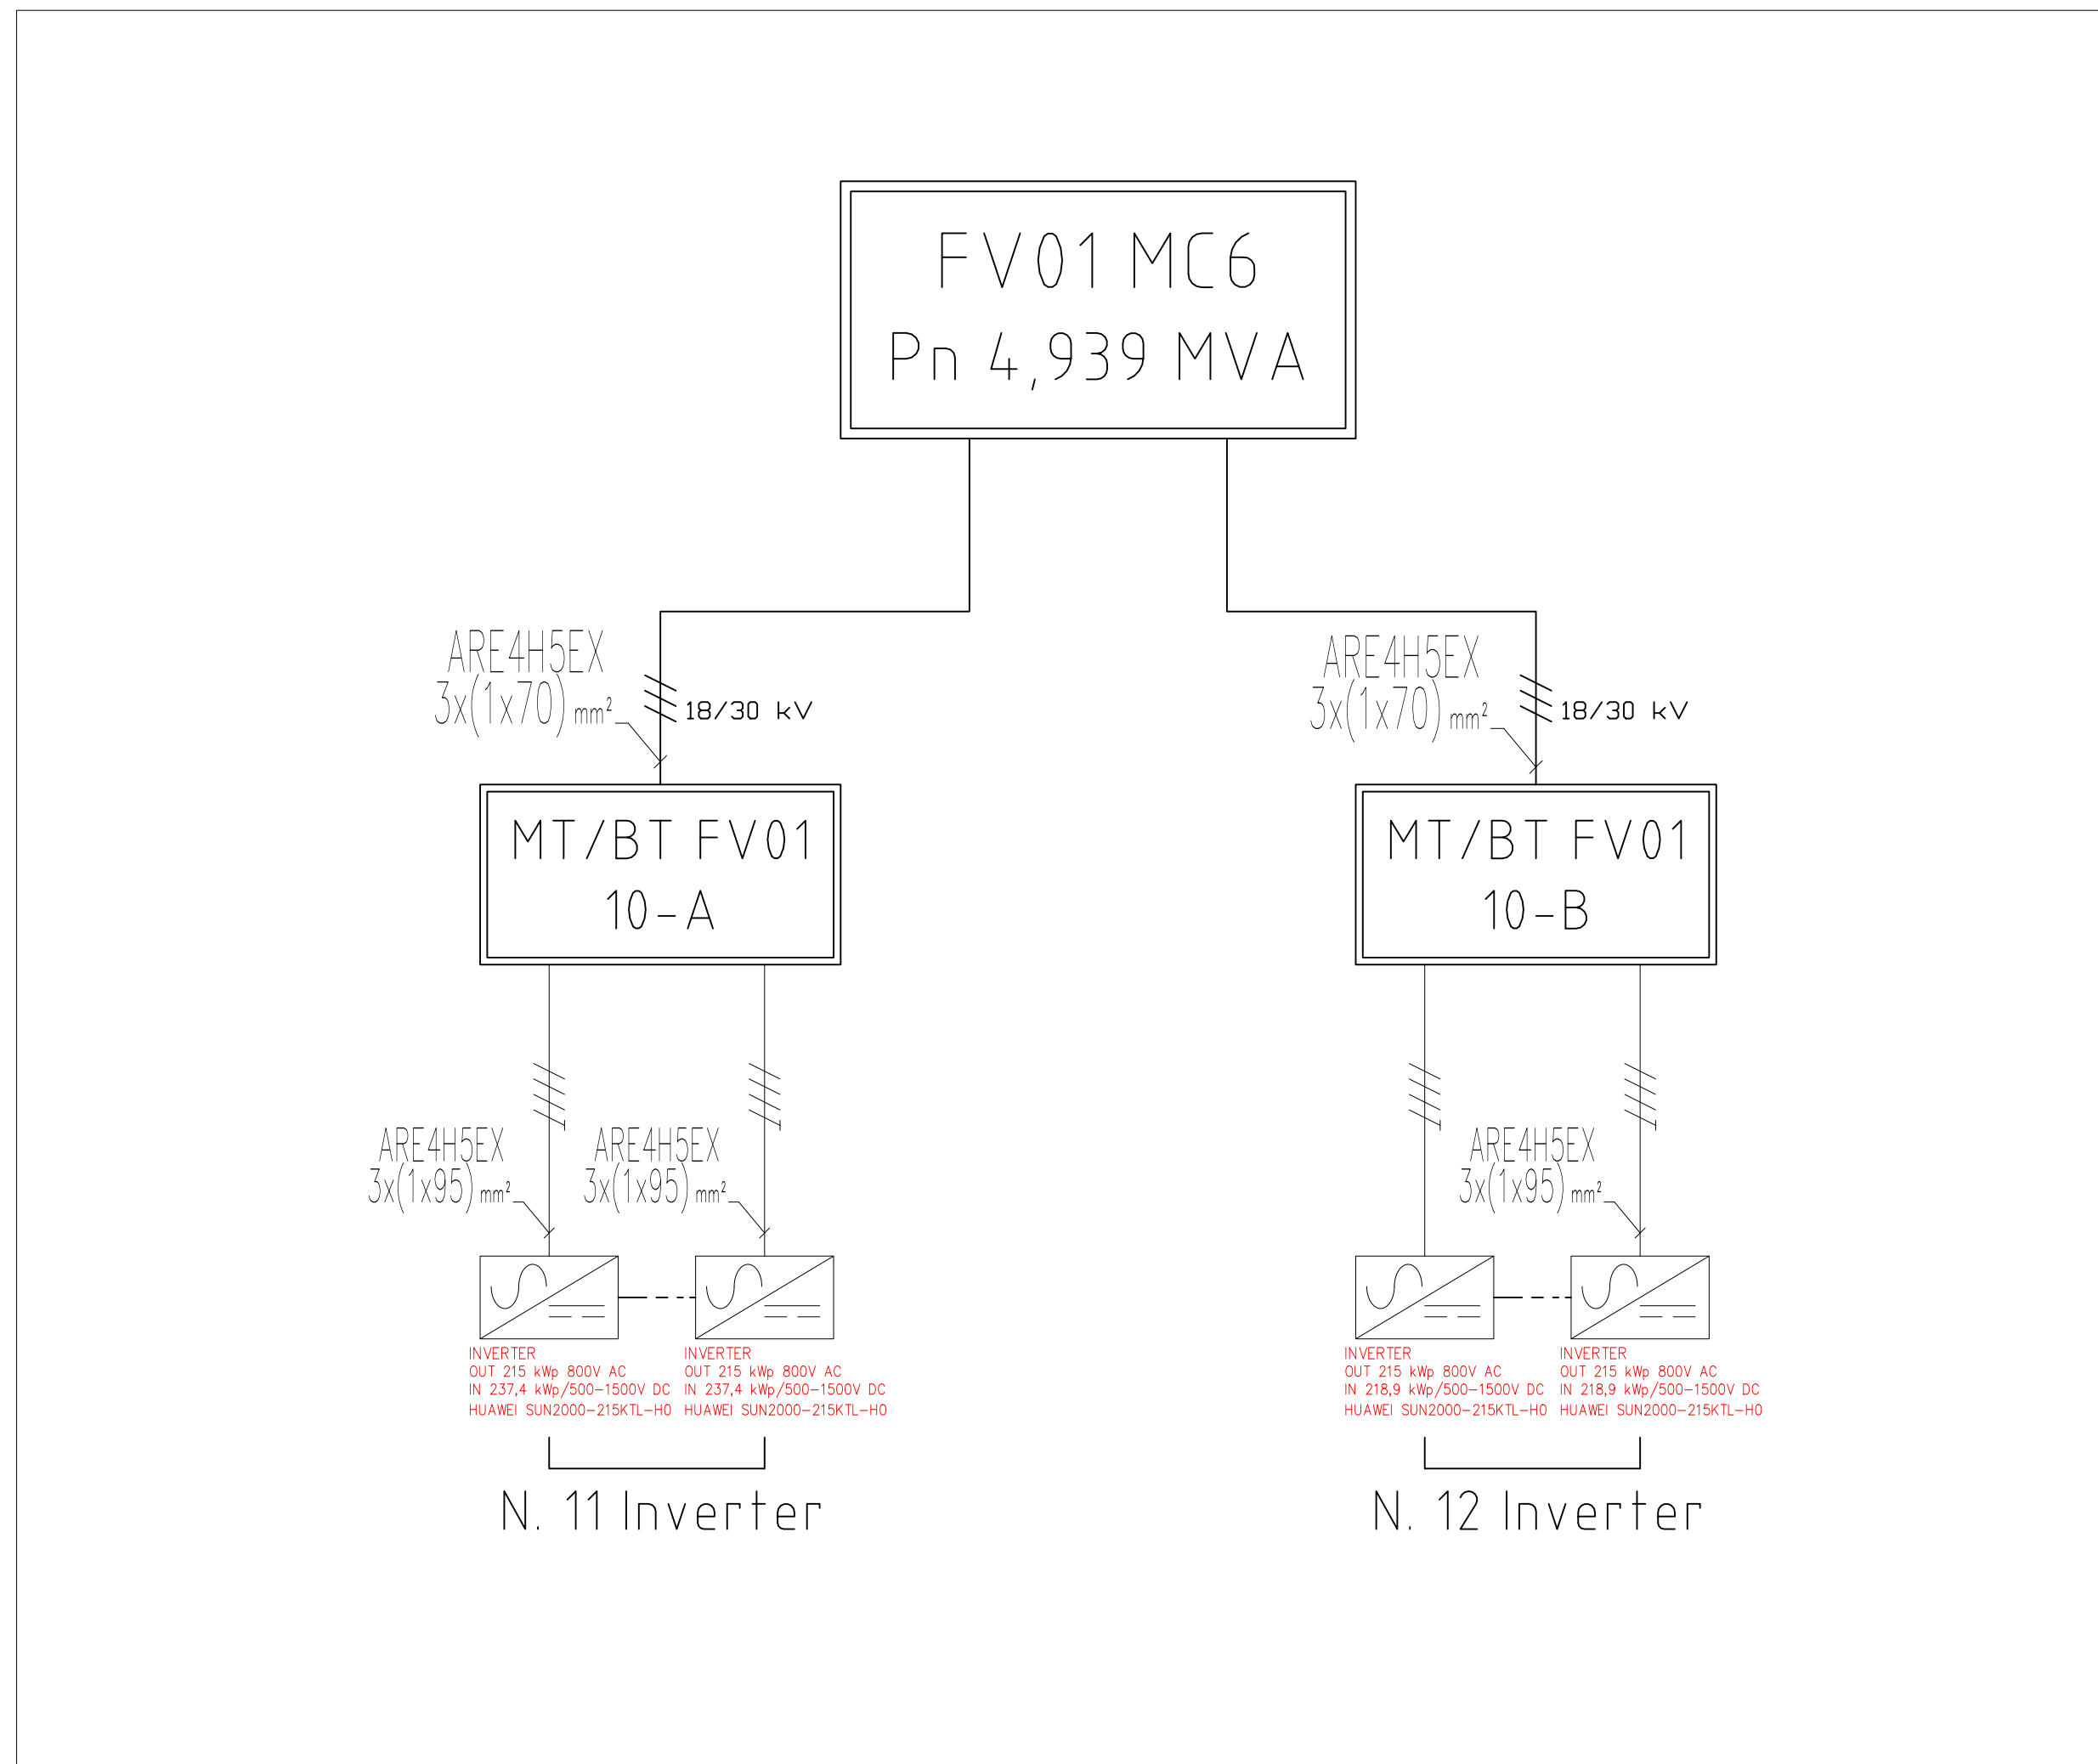 FV01 MC6
Pn 4,939 MVA
ARE4H5EX
3x(1x70)mm²
18/30 kV
ARE4H5EX
3x(1x70)mm²
18/30 kV
MT/BT FV01
10-A
MT/BT FV01
10-B
ARE4H5EX
3x(1x95)mm²
ARE4H5EX
3x(1x95)mm²
ARE4H5EX
3x(1x95)mm²
INVERTER
OUT 215 kWp 800V AC
IN 237,4 kWp/500-1500V DC
HUAWEI SUN2000-215KTL-H0
INVERTER
OUT 215 kWp 800V AC
IN 237,4 kWp/500-1500V DC
HUAWEI SUN2000-215KTL-H0
INVERTER
OUT 215 kWp 800V AC
IN 218,9 kWp/500-1500V DC
HUAWEI SUN2000-215KTL-H0
INVERTER
OUT 215 kWp 800V AC
IN 218,9 kWp/500-1500V DC
HUAWEI SUN2000-215KTL-H0
N. 11 Inverter
N. 12 Inverter